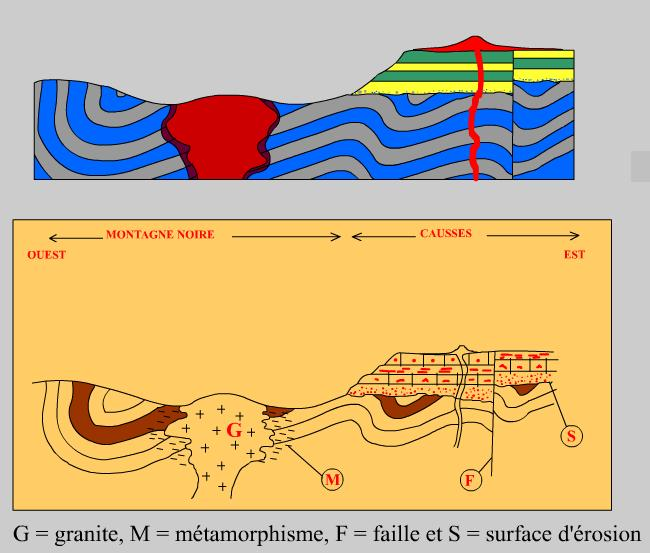 MONTAGNE NOIRE
CAUSSES
OUEST
EST
G
S
M
F
G = granite, M = métamorphisme, F = faille et S = surface d'érosion